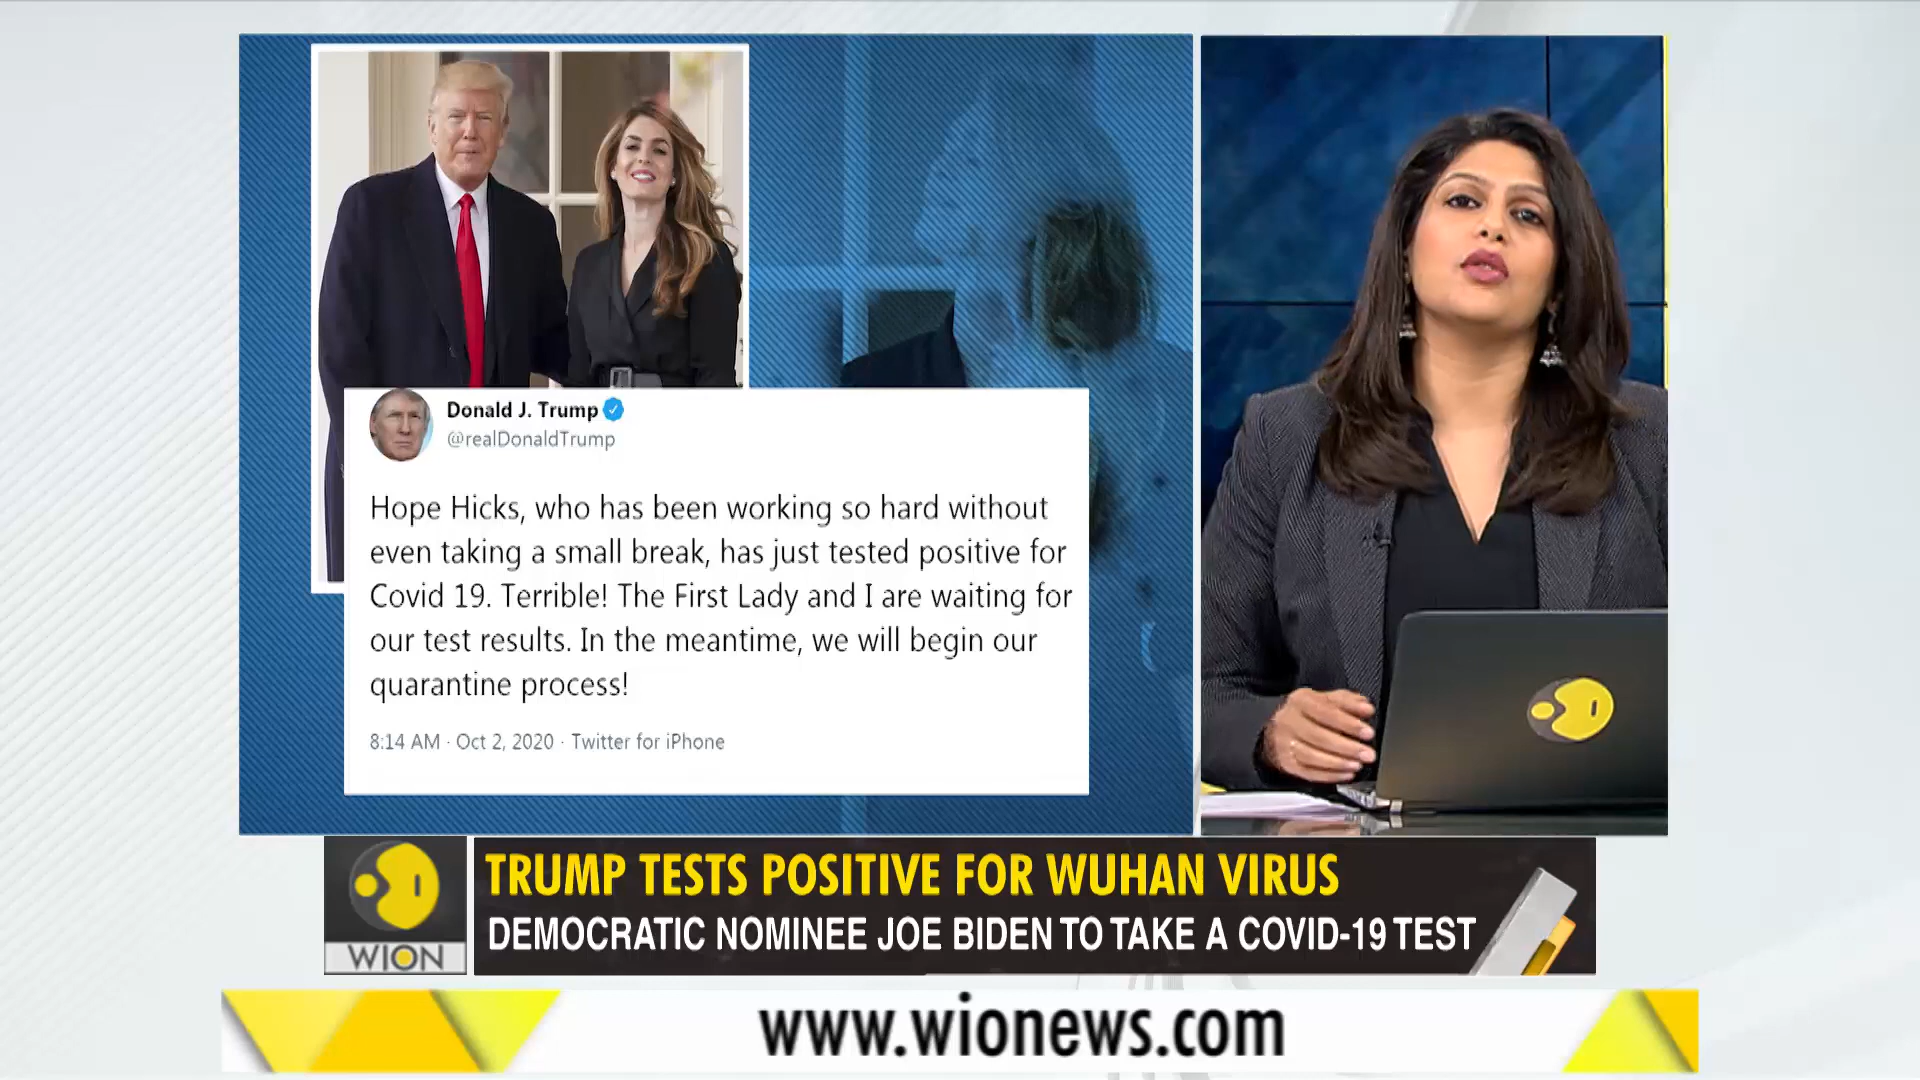 Donald J. Trump
@realDonaldTrump
Hope Hicks, who has been working so hard without
even taking a small break, has just tested positive for
Covid 19. Terrible! The First Lady and I are waiting for
our test results. In the meantime, we will begin our
quarantine process!
8:14 AM · Oct 2, 2020 · Twitter for iPhone
TRUMP TESTS POSITIVE FOR WUHAN VIRUS
DEMOCRATIC NOMINEE JOE BIDEN TO TAKE A COVID-19 TEST
WION
www.wionews.com